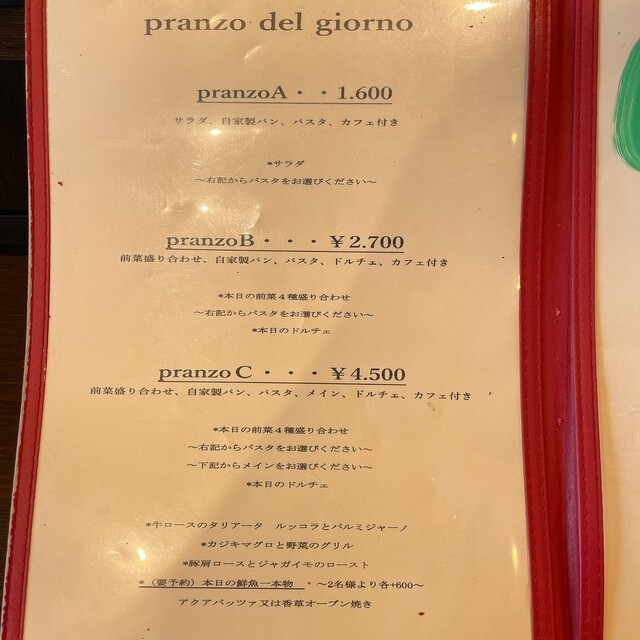 pranzo del giorno
pranzoA・・1.600
サラダ、自家製パン、パスタ、カフェ付き
*サラダ
～右記からパスタをお選びください～
pranzoB・・・￥2.700
前菜盛り合わせ、自家製パン、パスタ、ドルチェ、カフェ付き
*本日の前菜４種盛り合わせ
～右記からパスタをお選びください～
*本日のドルチェ
pranzo C・・・￥4.500
前菜盛り合わせ、自家製パン、パスタ、メイン、ドルチェ、カフェ付き
*本日の前菜４種盛り合わせ
～右記からパスタをお選びください～
～下記からメインをお選びください～
*本日のドルチェ
*牛ロースのタリアータ　ルッコラとパルミジャーノ
*カジキマグロと野菜のグリル
*豚肩ロースとジャガイモのロースト
*（要予約）本日の鮮魚一本物　. ～2名様より各+600～
アクアパッツァ又は香草オーブン焼き